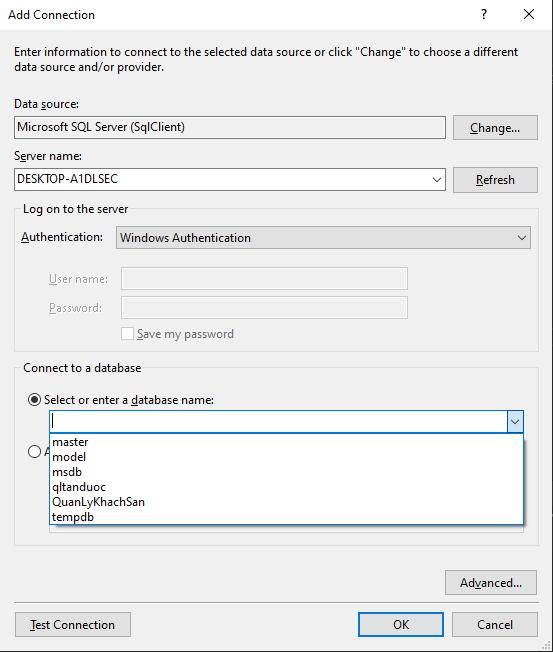 Add Connection
Enter information to connect to the selected data source or click "Change" to choose a different
data source and/or provider.
Data source:
Microsoft SQL Server (SqlClient)
Change...
Server name:
DESKTOP-A1DLSEC
Refresh
Log on to the server
Authentication:
Windows Authentication
User name:
Password:
Save my password
Connect to a database
Select or enter a database name:
master
model
msdb
qltanduoc
QuanLyKhachSan
tempdb
Advanced...
Test Connection
OK
Cancel